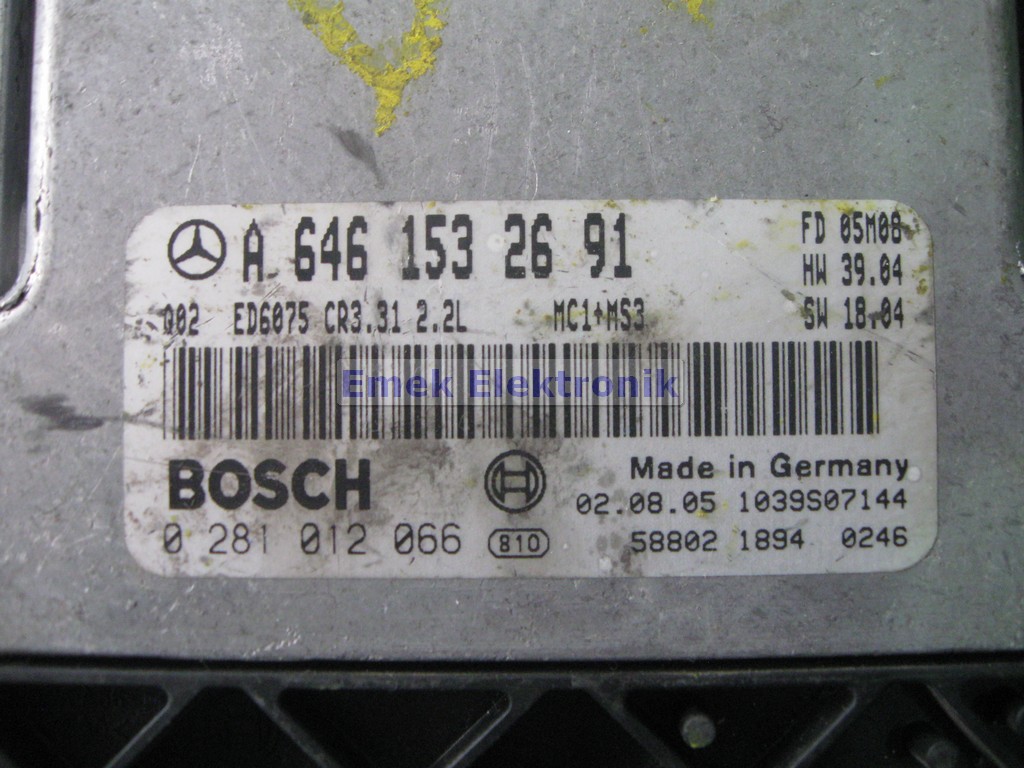 A 646 153 26 91
FD 05M08
HW 39.04
Q02 ED6075 CR3.31 2.2L MC1+MS3 SW 18.04
Emek Elektronik
BOSCH
Made in Germany
02.08.05 1039S07144
0 281 012 066 810 58802 1894 0246